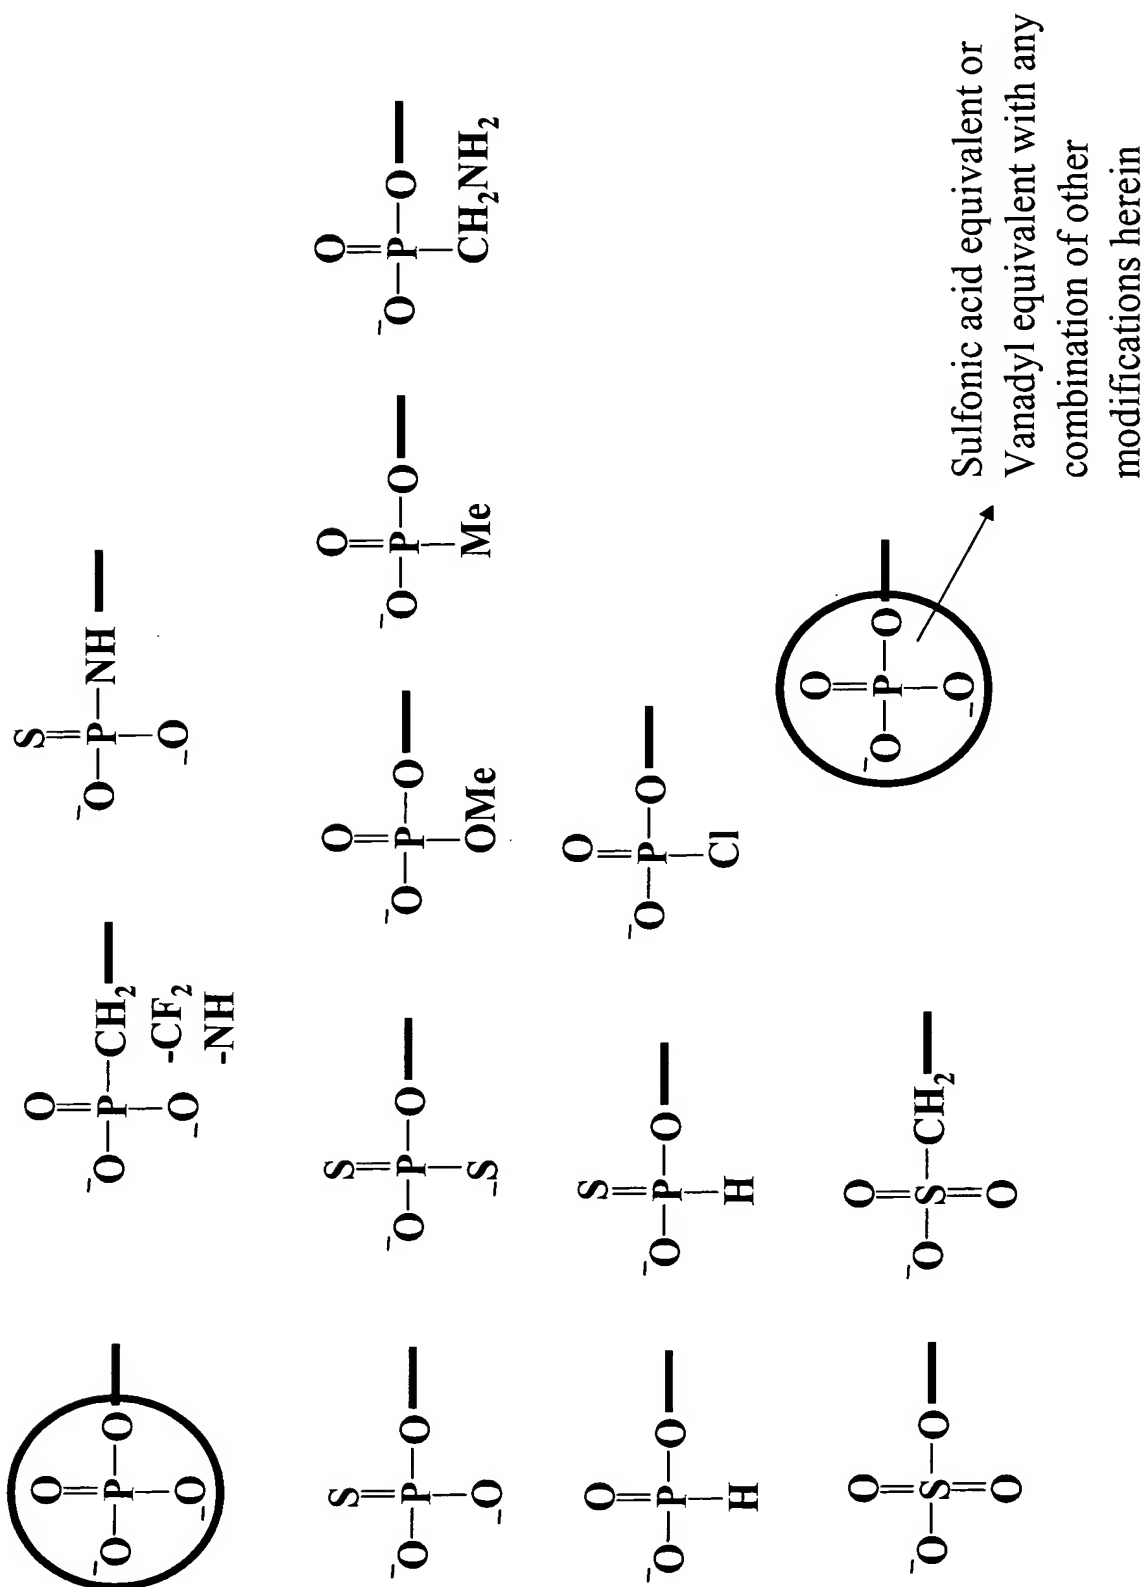 O
⁻O—P—O
O⁻
O
⁻O—P—CH₂
O⁻
-CF₂
-NH
S
⁻O—P—NH
O⁻
S
⁻O—P—O
O⁻
S
⁻O—P—O
S⁻
O
⁻O—P—O
OMe
O
⁻O—P—O
Me
O
⁻O—P—O
CH₂NH₂
O
⁻O—P—O
H
S
⁻O—P—O
H
O
⁻O—P—O
Cl
O
⁻O—S—O
O
O
⁻O—S—CH₂
O
O
⁻O—P—O
O⁻
Sulfonic acid equivalent or
Vanadyl equivalent with any
combination of other
modifications herein